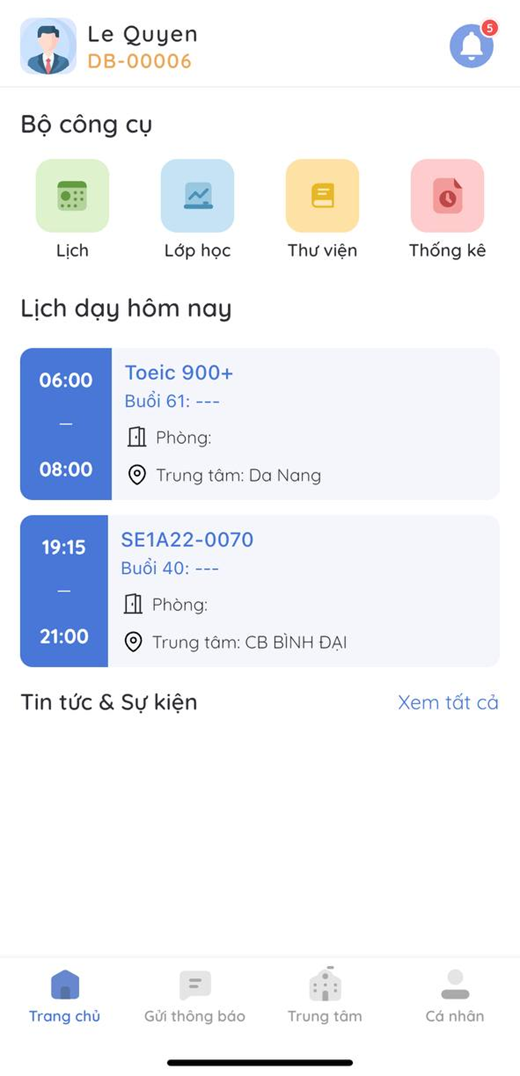 Le Quyen
DB-00006
5
Bộ công cụ
Lịch
Lớp học
Thư viện
Thống kê
Lịch dạy hôm nay
06:00
—
08:00
Toeic 900+
Buổi 61: ---
Phòng:
Trung tâm: Da Nang
19:15
—
21:00
SE1A22-0070
Buổi 40: ---
Phòng:
Trung tâm: CB BÌNH ĐẠI
Tin tức & Sự kiện
Xem tất cả
Trang chủ
Gửi thông báo
Trung tâm
Cá nhân